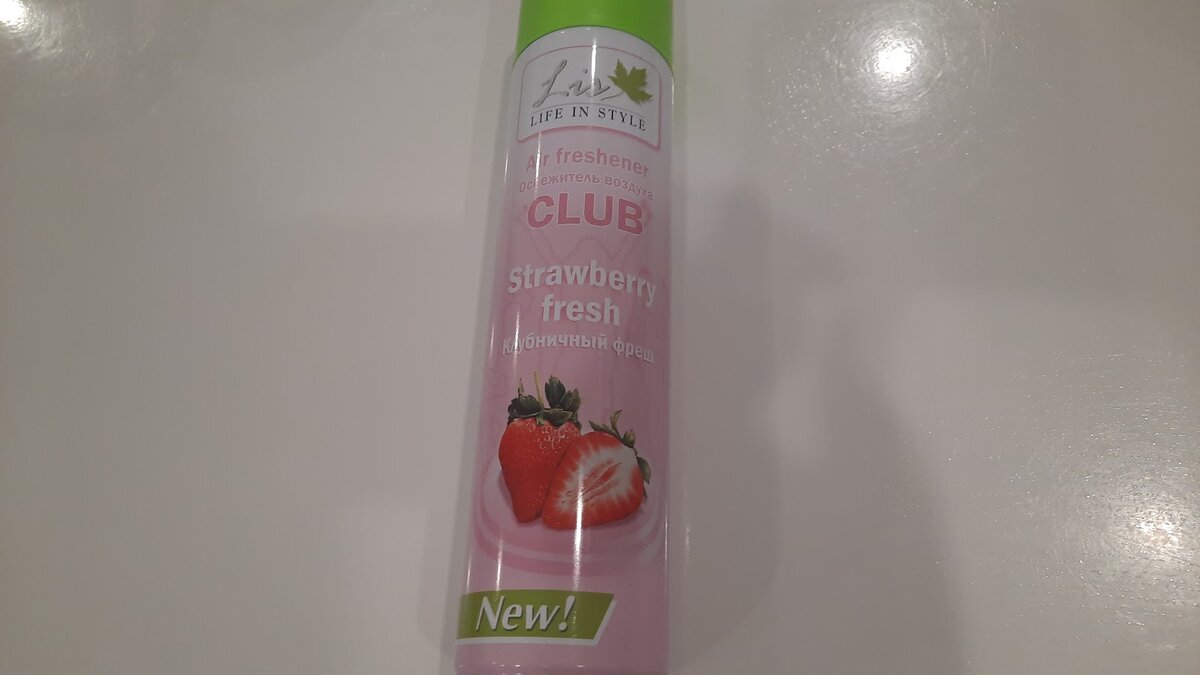 Lis
LIFE IN STYLE
Air freshener
Освежитель воздуха
CLUB
Strawberry
fresh
Клубничный фреш
New!